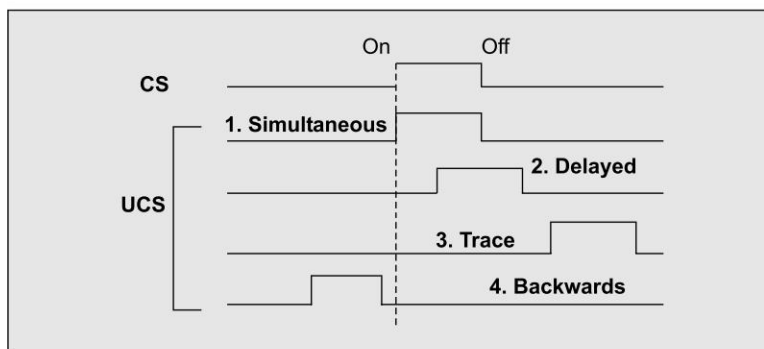 On Off
CS
1. Simultaneous
2. Delayed
UCS
3. Trace
4. Backwards